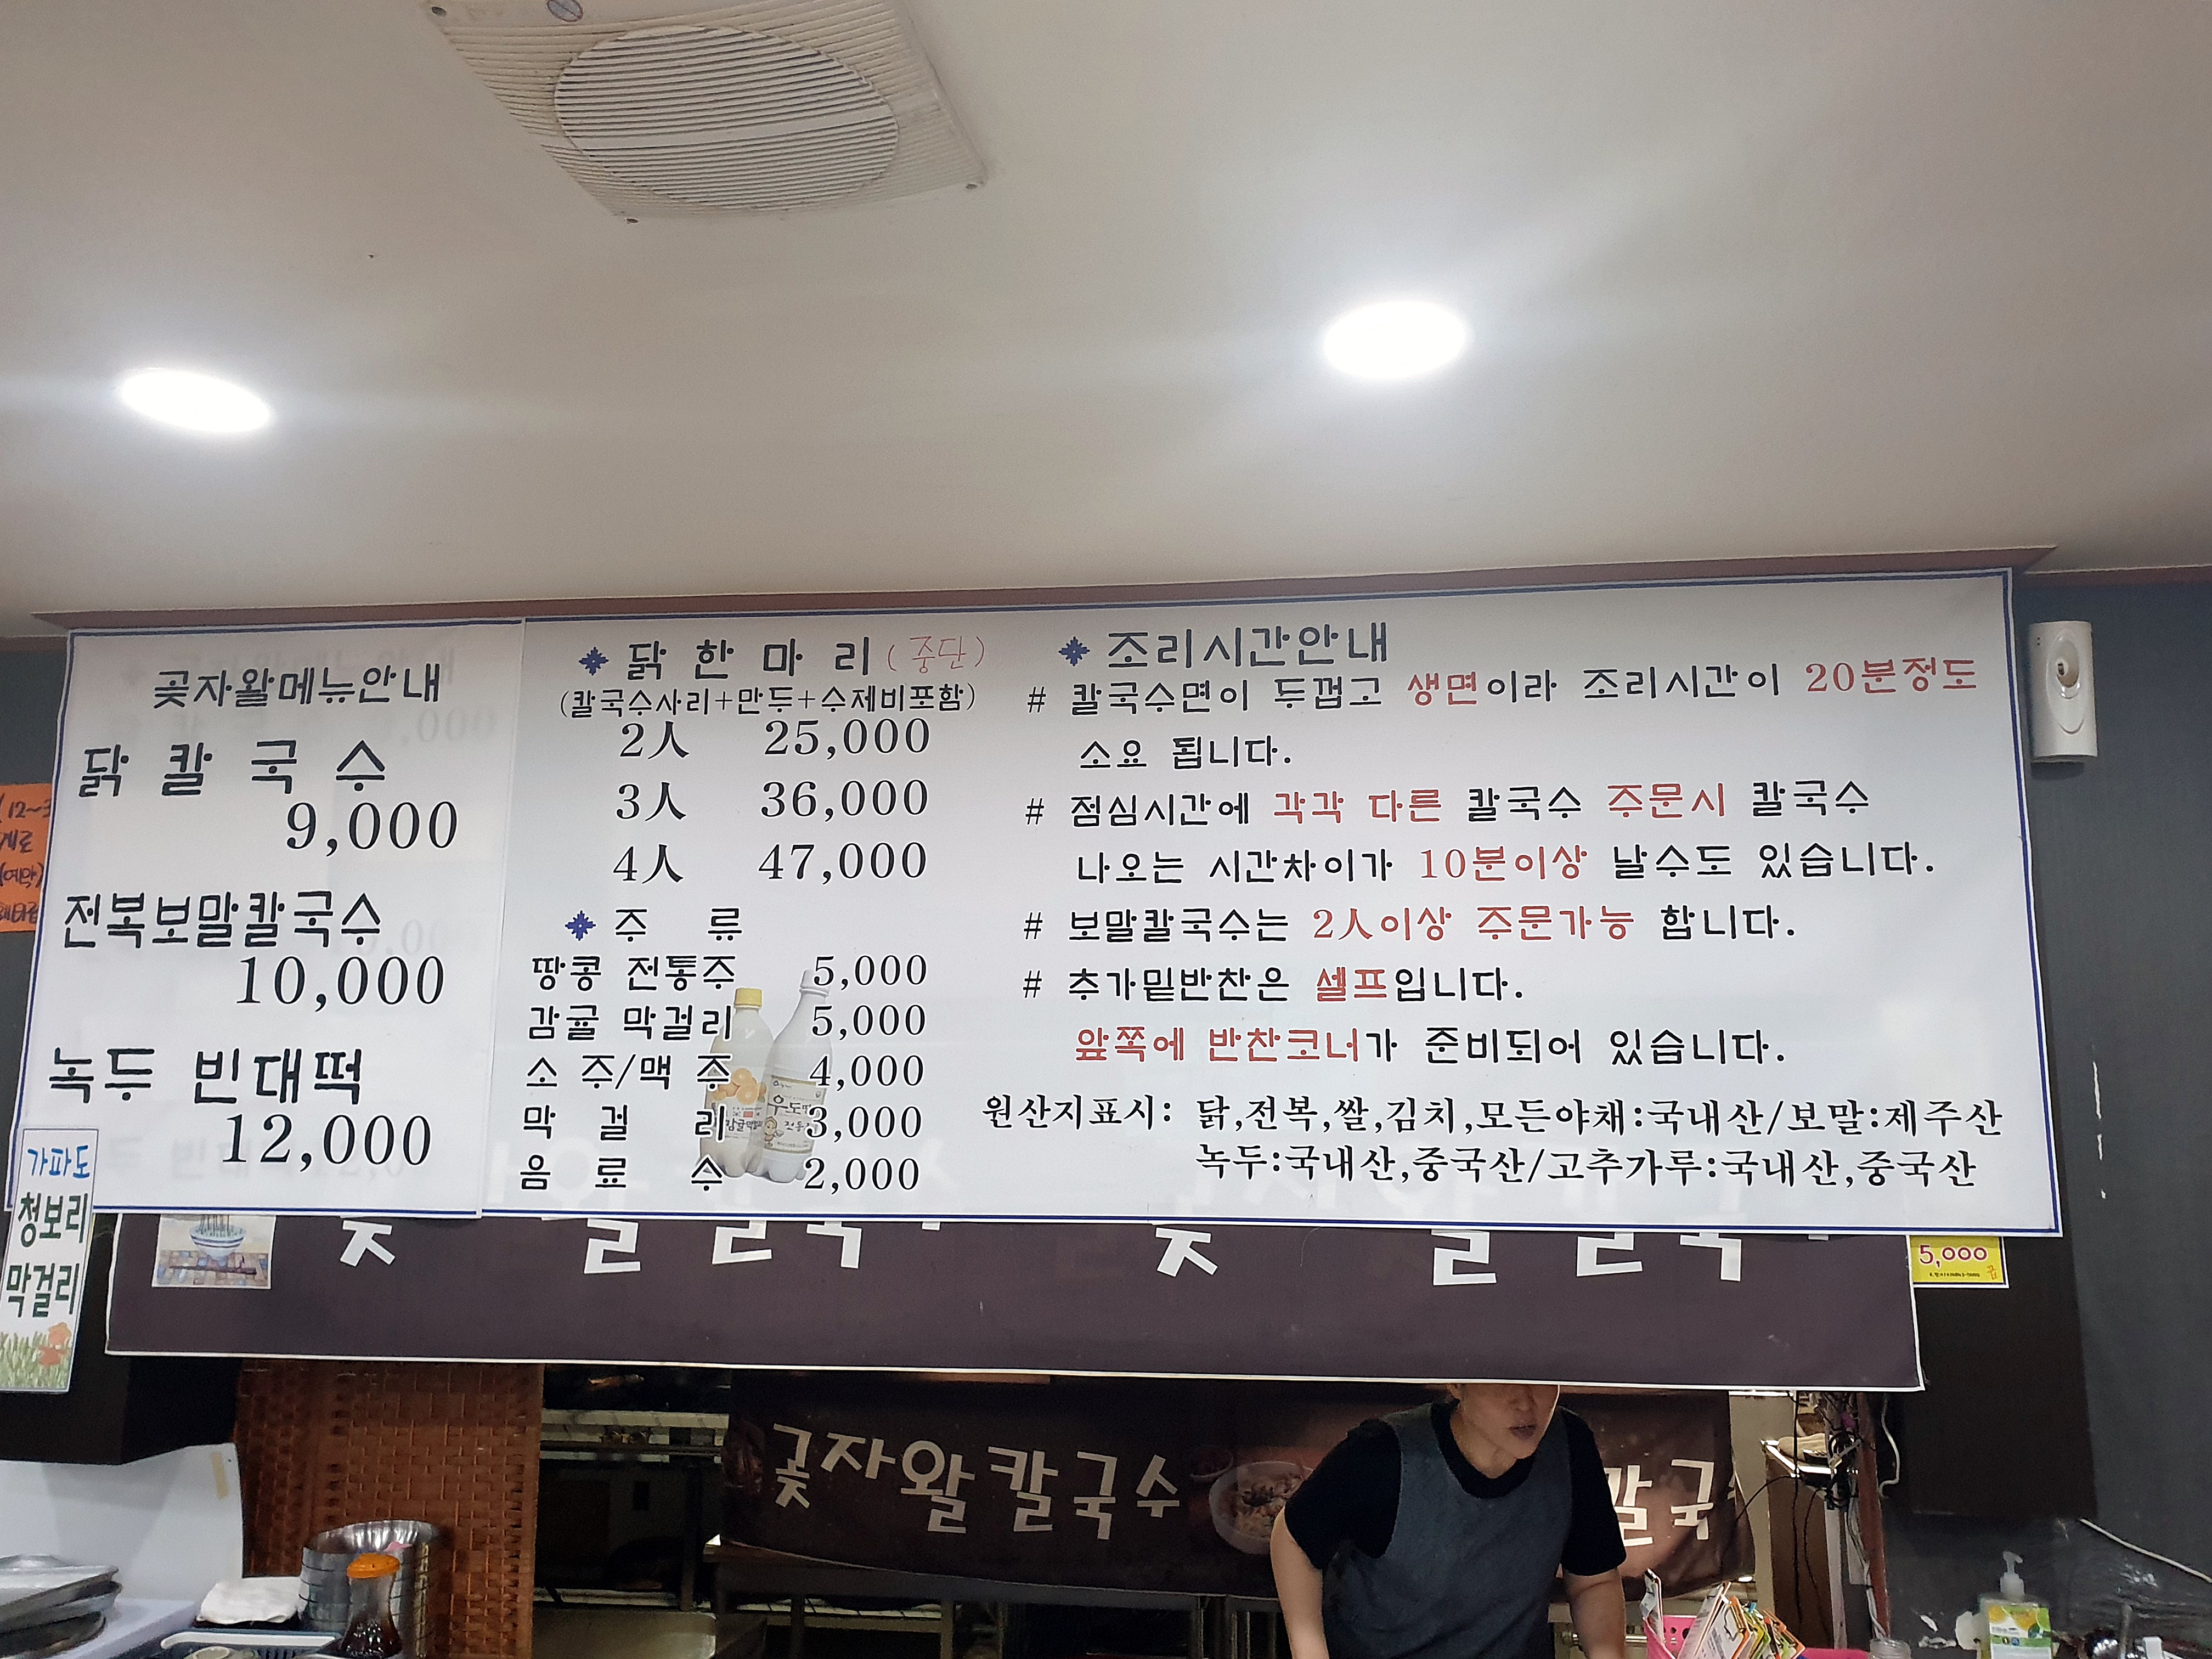 곶자왈메뉴안내
닭 칼 국 수
9,000
전복보말칼국수
10,000
녹두 빈대떡
12,000
닭 한 마 리 (중단)
(칼국수사리+만두+수제비포함)
2人 25,000
3人 36,000
4人 47,000
주 류
땅콩 전통주 5,000
감귤 막걸리 5,000
소 주/맥 주 4,000
막 걸 리 3,000
음 료 수 2,000
조리시간안내
# 칼국수면이 두껍고 생면이라 조리시간이 20분정도
소요 됩니다.
# 점심시간에 각각 다른 칼국수 주문시 칼국수
나오는 시간차이가 10분이상 날수도 있습니다.
# 보말칼국수는 2人이상 주문가능 합니다.
# 추가밑반찬은 셀프입니다.
앞쪽에 반찬코너가 준비되어 있습니다.
원산지표시: 닭,전복,쌀,김치,모든야채:국내산/보말:제주산
녹두:국내산,중국산/고추가루:국내산,중국산
가파도
청보리
막걸리
5,000
곶자왈칼국수
칼국